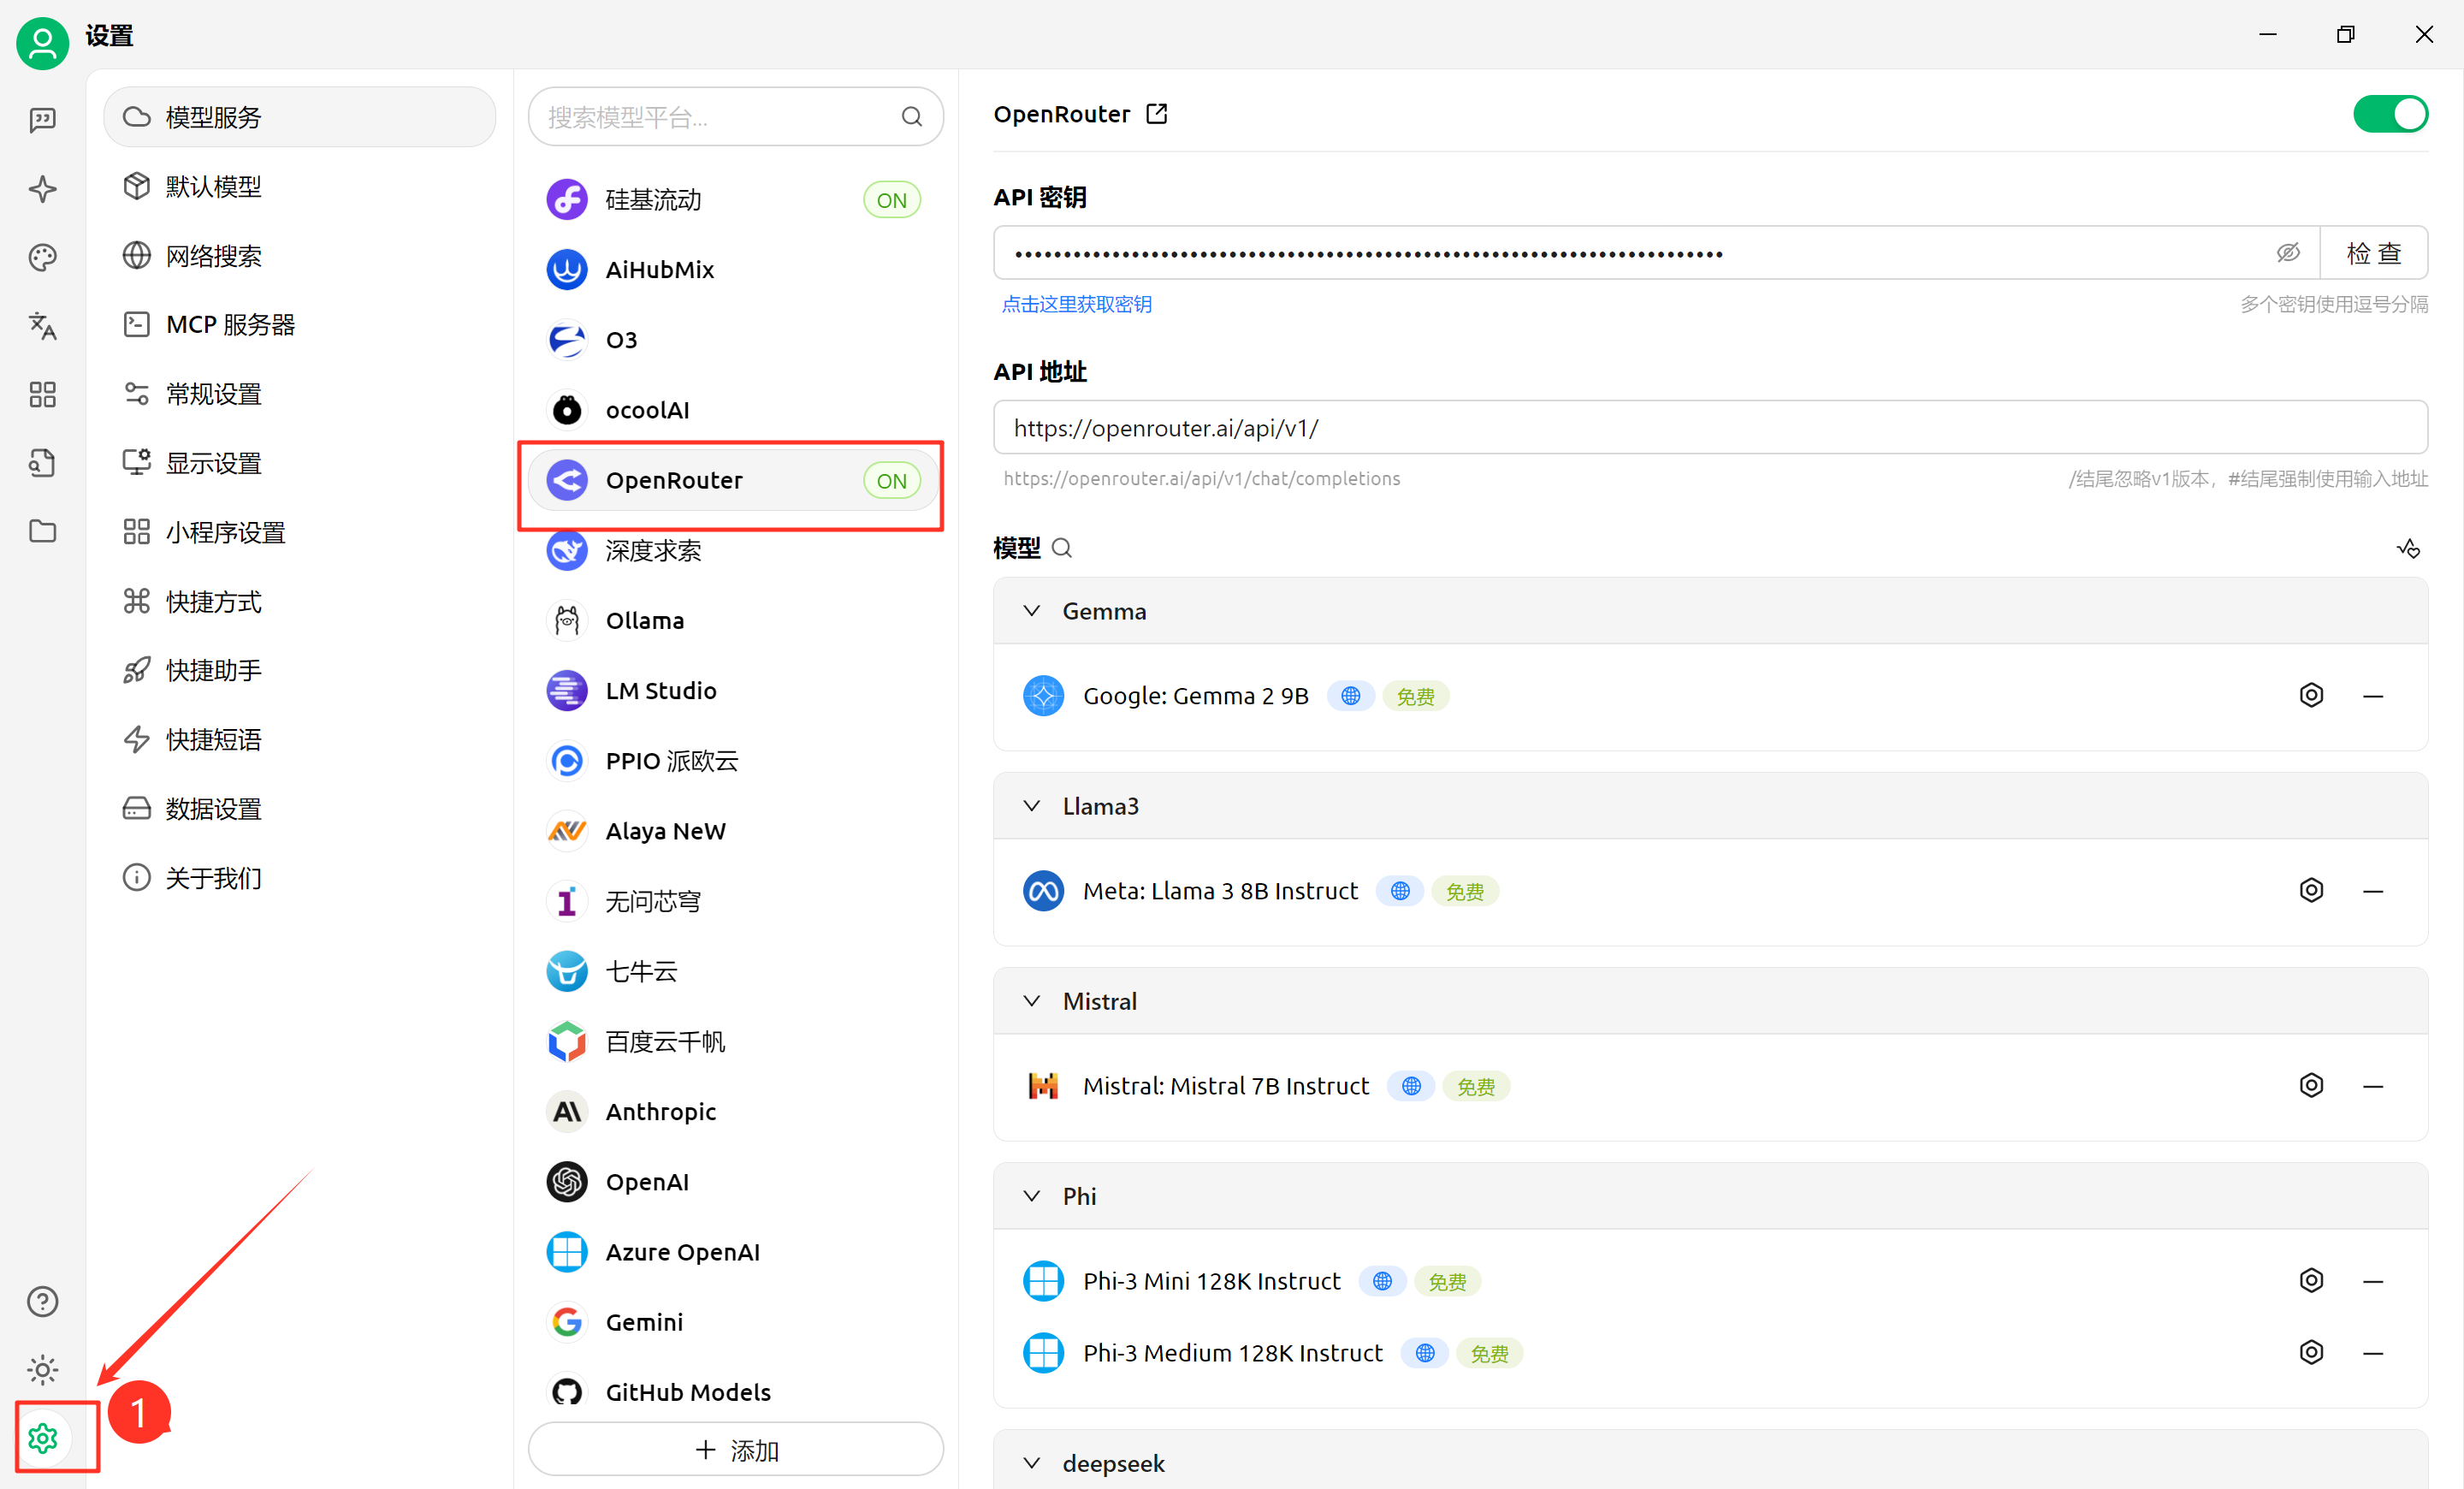 设置
模型服务
默认模型
网络搜索
MCP 服务器
常规设置
显示设置
小程序设置
快捷方式
快捷助手
快捷短语
数据设置
关于我们
1
搜索模型平台...
硅基流动 ON
AiHubMix
O3
ocoolAI
OpenRouter ON
深度求索
Ollama
LM Studio
PPIO 派欧云
Alaya NeW
无问芯穹
七牛云
百度云千帆
Anthropic
OpenAI
Azure OpenAI
Gemini
GitHub Models
添加
OpenRouter
API 密钥
检 查
点击这里获取密钥 多个密钥使用逗号分隔
API 地址
https://openrouter.ai/api/v1/
https://openrouter.ai/api/v1/chat/completions /结尾忽略v1版本，#结尾强制使用输入地址
模型
Gemma
Google: Gemma 2 9B 免费
Llama3
Meta: Llama 3 8B Instruct 免费
Mistral
Mistral: Mistral 7B Instruct 免费
Phi
Phi-3 Mini 128K Instruct 免费
Phi-3 Medium 128K Instruct 免费
deepseek